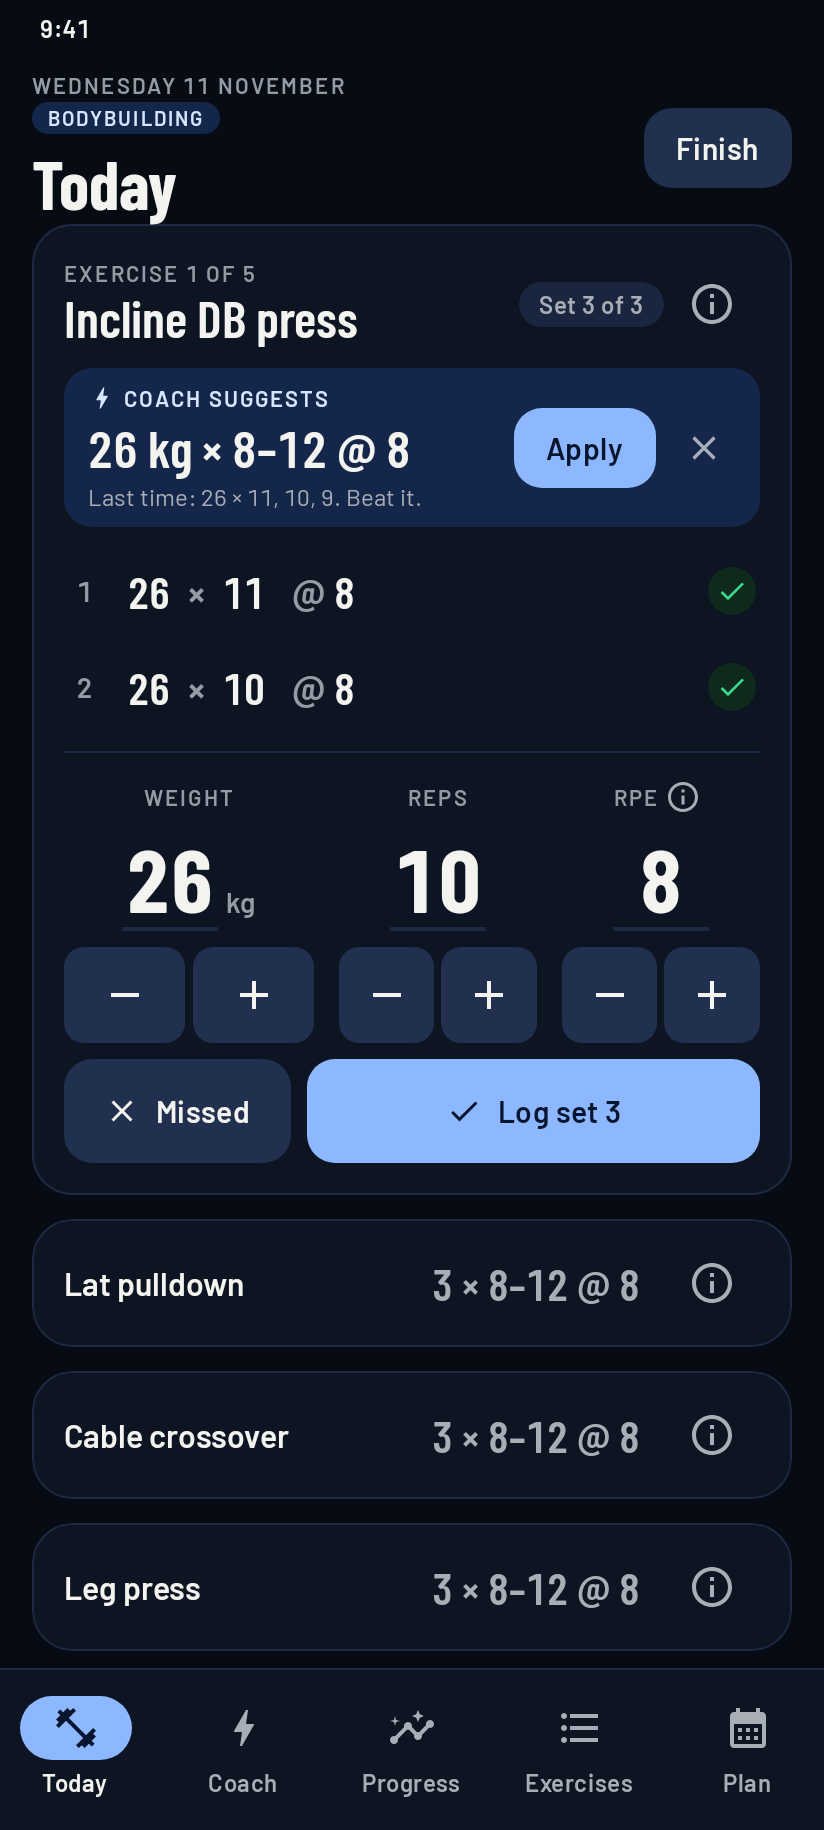 9:41
WEDNESDAY 11 NOVEMBER
BODYBUILDING
Today
Finish
EXERCISE 1 OF 5
Incline DB press
Set 3 of 3
COACH SUGGESTS
26 kg × 8–12 @ 8
Last time: 26 × 11, 10, 9. Beat it.
Apply
1 26 × 11 @ 8
2 26 × 10 @ 8
WEIGHT REPS RPE
26 kg 10 8
− + − + − +
Missed
Log set 3
Lat pulldown 3 × 8–12 @ 8
Cable crossover 3 × 8–12 @ 8
Leg press 3 × 8–12 @ 8
Today Coach Progress Exercises Plan